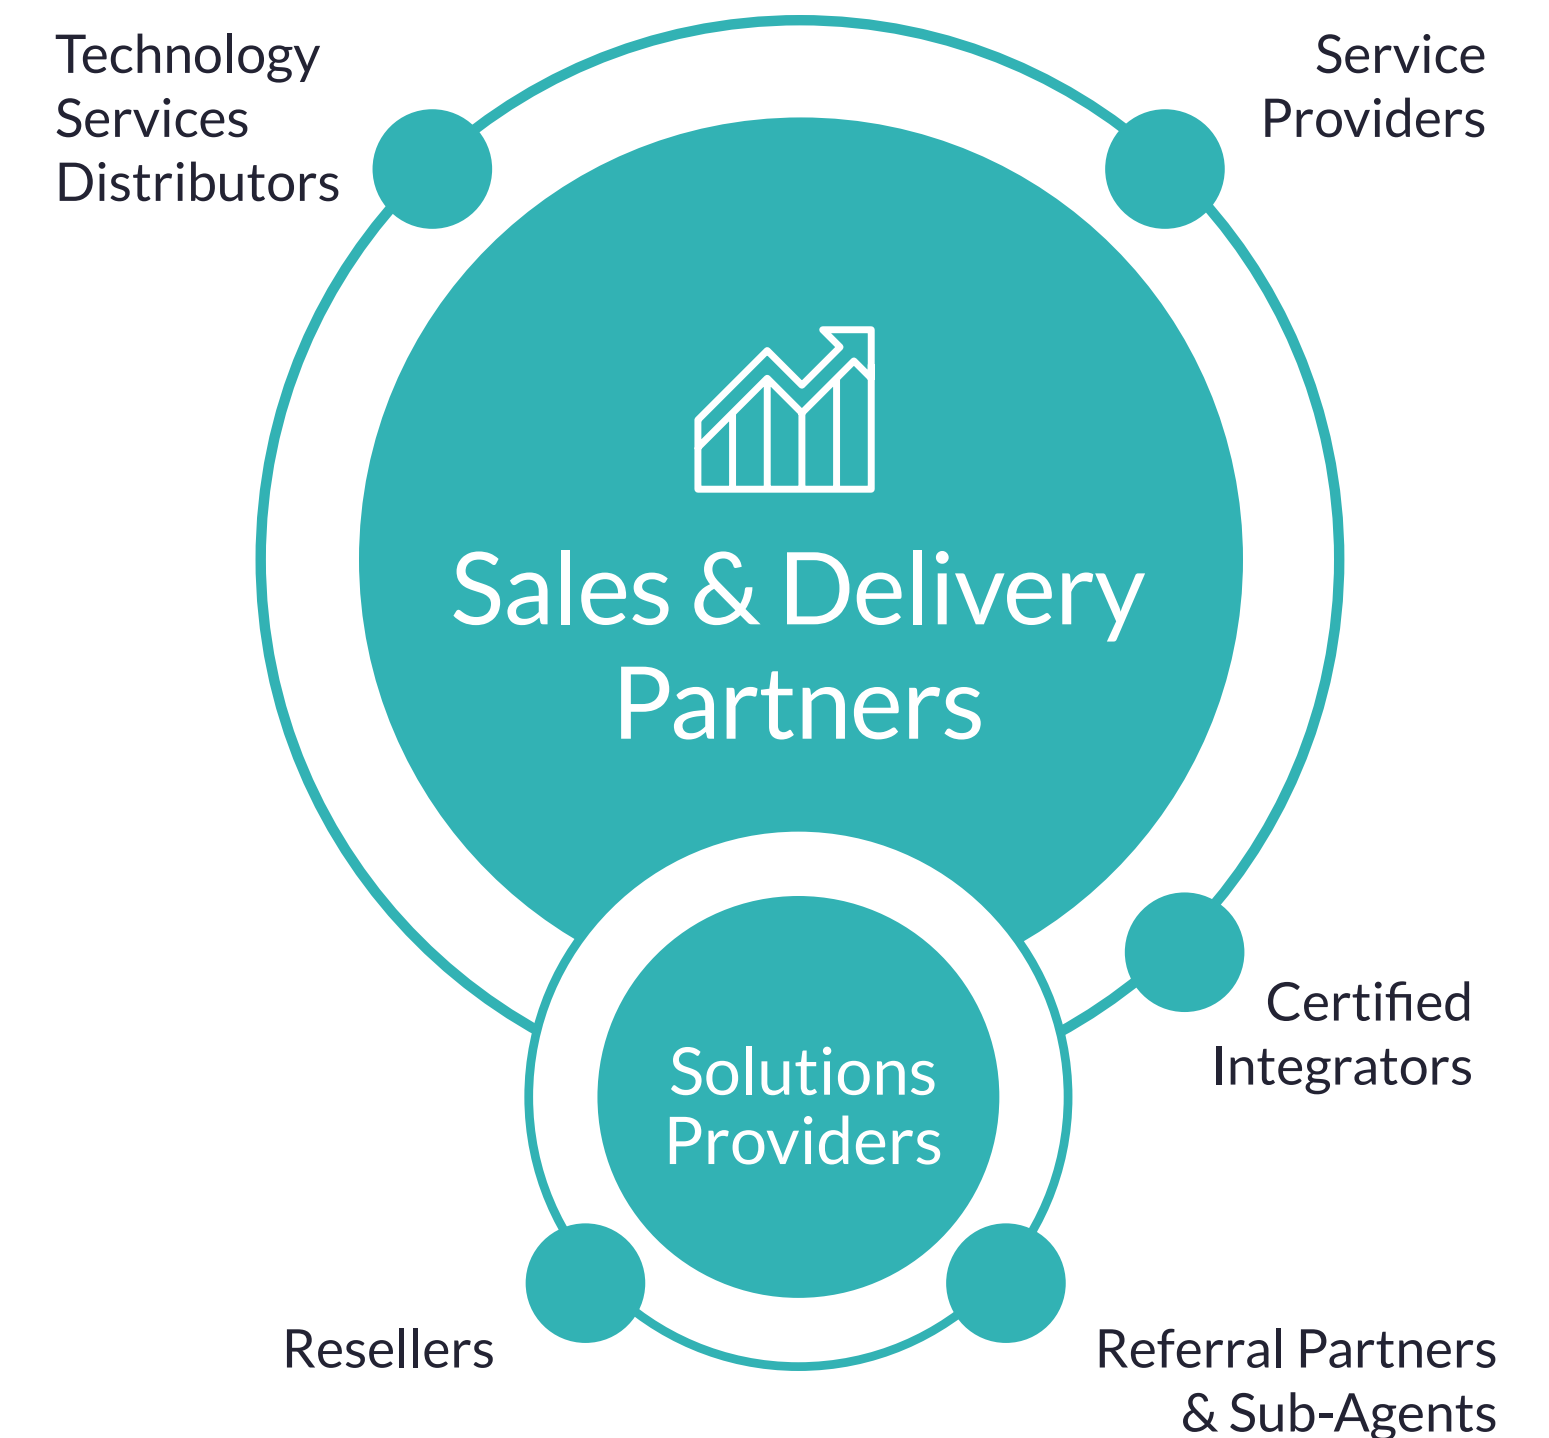 Technology
Services
Distributors
Service
Providers
Sales & Delivery
Partners
Certified
Integrators
Solutions
Providers
Resellers
Referral Partners
& Sub-Agents